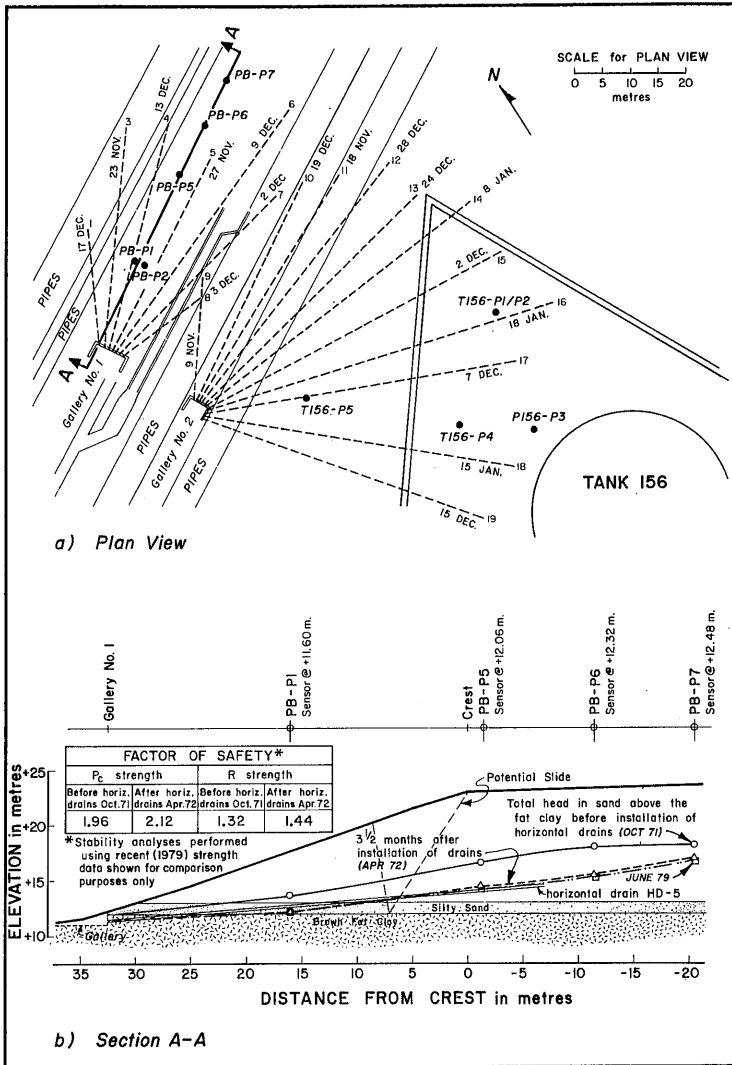 A
PB-P7
PB-P6
PB-P5
PB-P1
PB-P2
SCALE for PLAN VIEW
0 5 10 15 20
metres
N
17 DEC.
1
23 NOV.
3
13 DEC.
4
27 NOV.
5
9 DEC.
6
2 DEC
7
8 3 DEC.
9 NOV.
9
10 19 DEC.
11 18 NOV.
12 28 DEC.
13 24 DEC.
14 8 JAN.
2 DEC.
15
16
18 JAN.
17
7 DEC.
15 JAN.
18
15 DEC.
19
PIPES
PIPES
PIPES
PIPES
A
Gallery No. 1
Gallery No. 2
T156-P1/P2
T156-P5
T156-P4
P156-P3
TANK 156
a) Plan View
Gallery No. 1
PB-P1
Sensor @ +11.60 m.
Crest
PB-P5
Sensor @ +12.06 m.
PB-P6
Sensor @ +12.32 m.
PB-P7
Sensor @ +12.48 m.
FACTOR OF SAFETY*
Pc strength R strength
Before horiz. drains Oct.71 After horiz. drains Apr.72 Before horiz. drains Oct.71 After horiz. drains Apr.72
1.96 2.12 1.32 1.44
*Stability analyses performed
using recent (1979) strength
data shown for comparison
purposes only
Potential Slide
Total head in sand above the
fat clay before installation of
horizontal drains (OCT 71)
3 1/2 months after
installation of drains
(APR 72)
JUNE 79
horizontal drain HD-5
Silty Sand
Brown Fat Clay
℄ Gallery
ELEVATION in metres
+25
+20
+15
+10
35 30 25 20 15 10 5 0 -5 -10 -15 -20
DISTANCE FROM CREST in metres
b) Section A-A